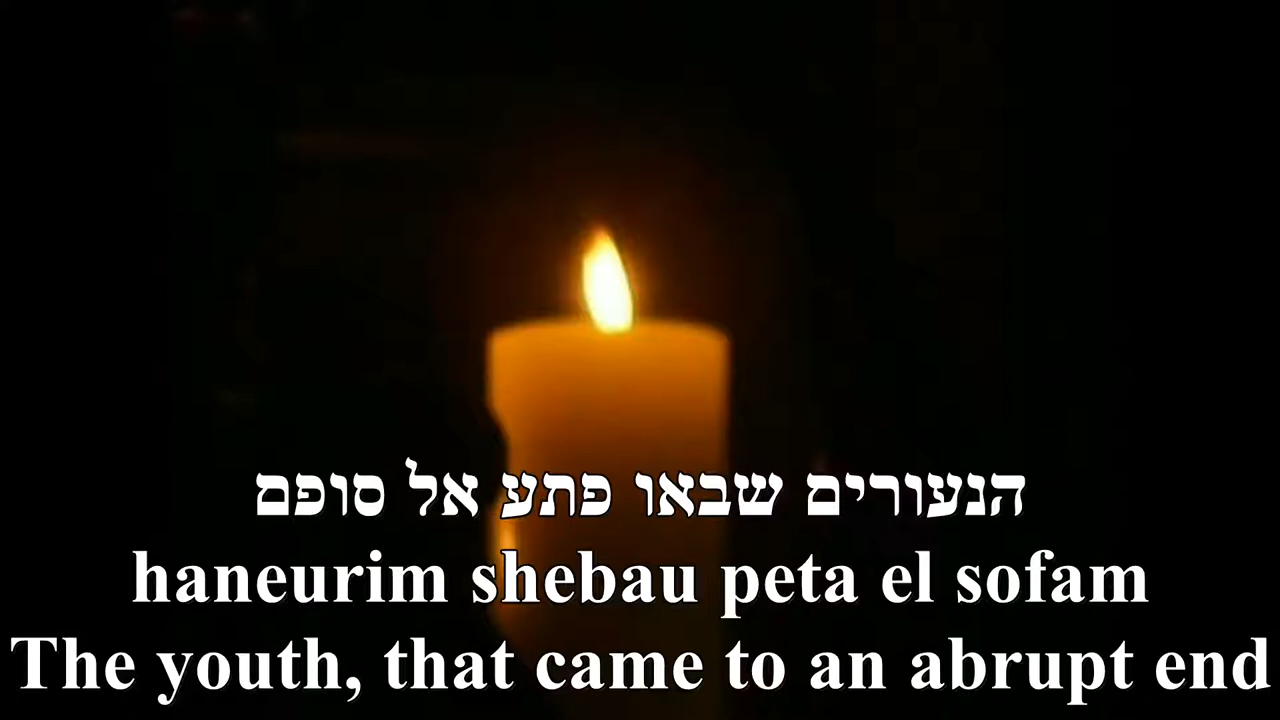 הנעורים שבאו פתע אל סופם
haneurim shebau peta el sofam
The youth, that came to an abrupt end